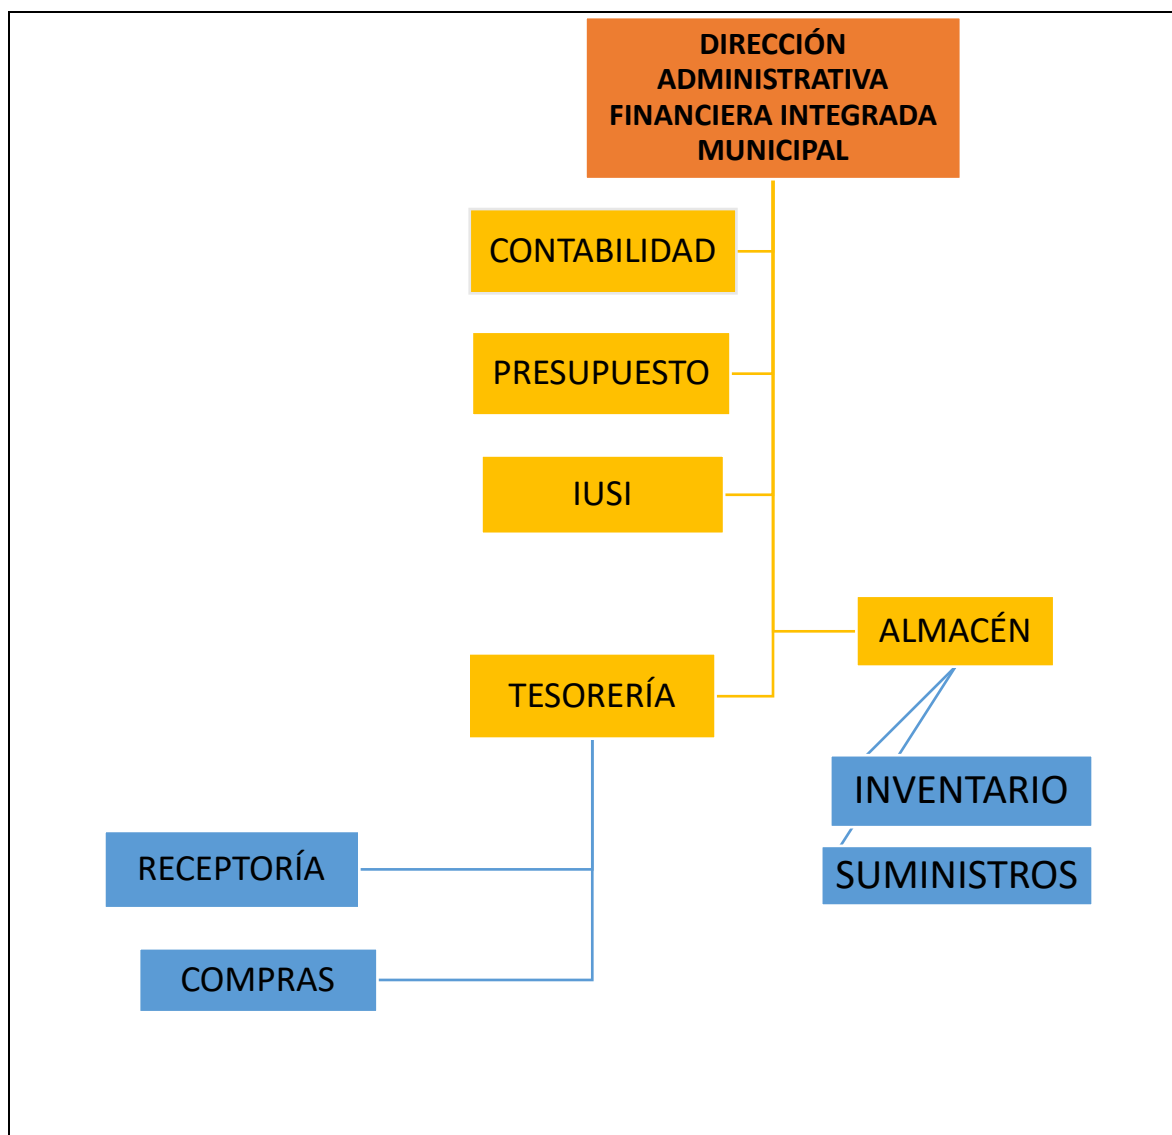 DIRECCIÓN
ADMINISTRATIVA
FINANCIERA INTEGRADA
MUNICIPAL
CONTABILIDAD
PRESUPUESTO
IUSI
ALMACÉN
TESORERÍA
INVENTARIO
RECEPTORÍA
SUMINISTROS
COMPRAS